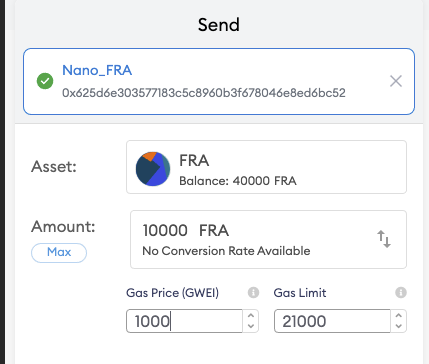 Send
Nano_FRA
0x625d6e303577183c5c8960b3f678046e8ed6bc52
Asset:
FRA
Balance: 40000 FRA
Amount:
Max
10000 FRA
No Conversion Rate Available
Gas Price (GWEI)
Gas Limit
1000
21000